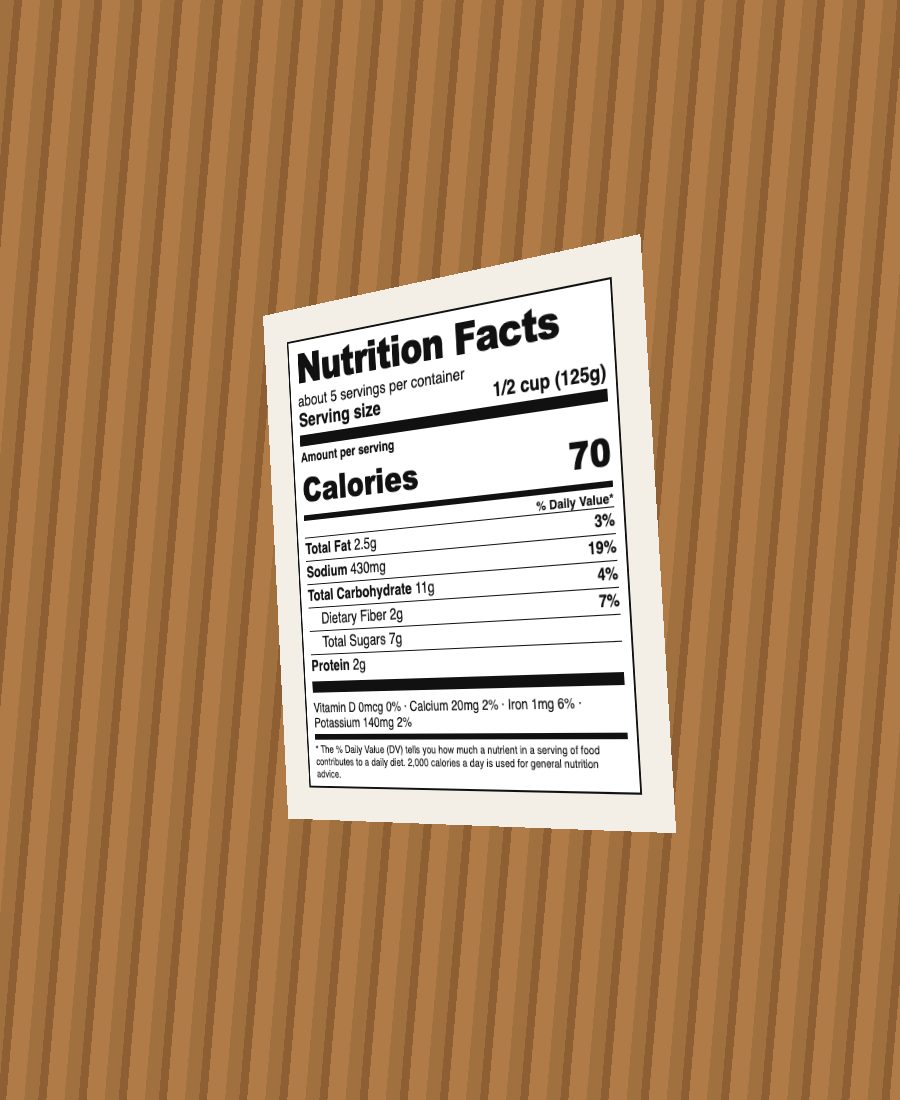 Nutrition Facts
about 5 servings per container
Serving size 1/2 cup (125g)
Amount per serving
Calories 70
% Daily Value*
Total Fat 2.5g 3%
Sodium 430mg 19%
Total Carbohydrate 11g 4%
Dietary Fiber 2g 7%
Total Sugars 7g
Protein 2g
Vitamin D 0mcg 0% · Calcium 20mg 2% · Iron 1mg 6% ·
Potassium 140mg 2%
* The % Daily Value (DV) tells you how much a nutrient in a serving of food
contributes to a daily diet. 2,000 calories a day is used for general nutrition
advice.